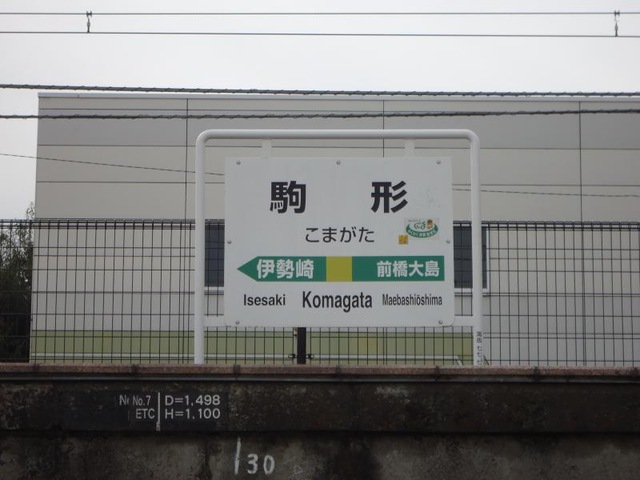 駒形
こまがた
伊勢崎 前橋大島
Isesaki Komagata Maebashiōshima
No.7 D=1,498
ETC H=1,100
130